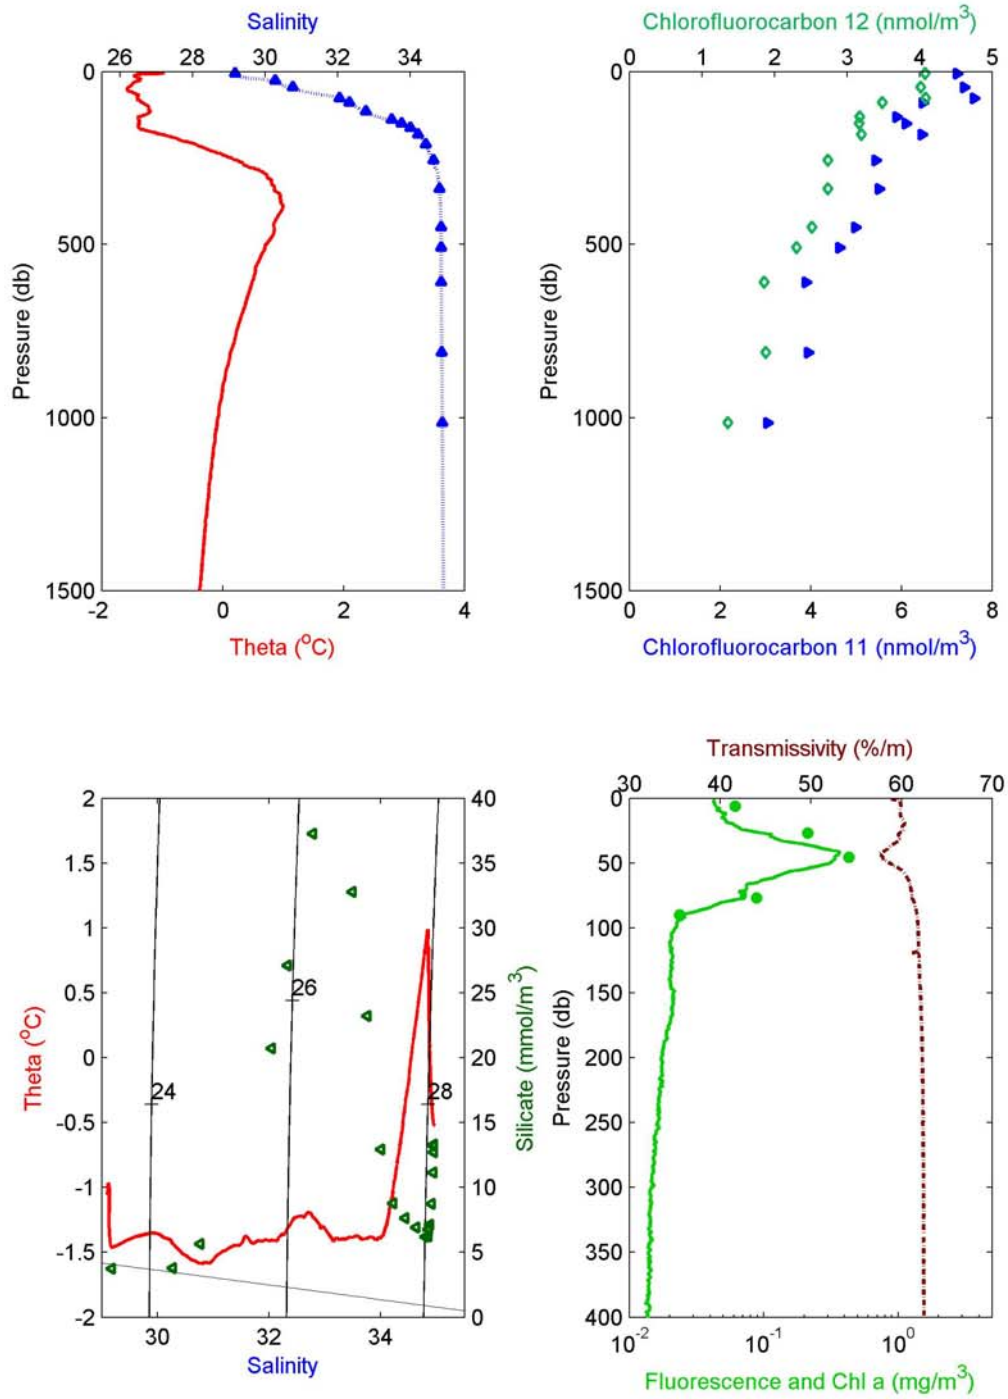 Salinity
26 28 30 32 34
0
500
1000
1500
Pressure (db)
-2 0 2 4
Theta (°C)
Chlorofluorocarbon 12 (nmol/m³)
0 1 2 3 4 5
0
500
1000
1500
Pressure (db)
0 2 4 6 8
Chlorofluorocarbon 11 (nmol/m³)
2
1.5
1
0.5
0
-0.5
-1
-1.5
-2
Theta (°C)
24
26
28
40
35
30
25
20
15
10
5
0
Silicate (mmol/m³)
30 32 34
Salinity
Transmissivity (%/m)
30 40 50 60 70
0
50
100
150
200
250
300
350
400
Pressure (db)
10⁻² 10⁻¹ 10⁰
Fluorescence and Chl a (mg/m³)